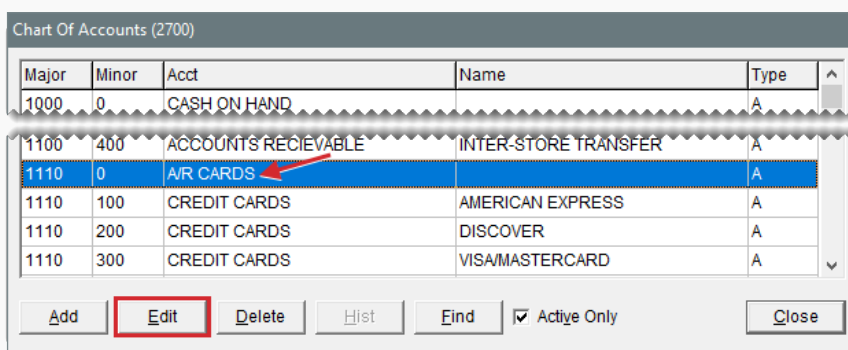 Chart Of Accounts (2700)
Major Minor Acct Name Type
1000 0 CASH ON HAND A
1100 400 ACCOUNTS RECIEVABLE INTER-STORE TRANSFER A
1110 0 A/R CARDS A
1110 100 CREDIT CARDS AMERICAN EXPRESS A
1110 200 CREDIT CARDS DISCOVER A
1110 300 CREDIT CARDS VISA/MASTERCARD A
Add Edit Delete Hist Find Active Only Close